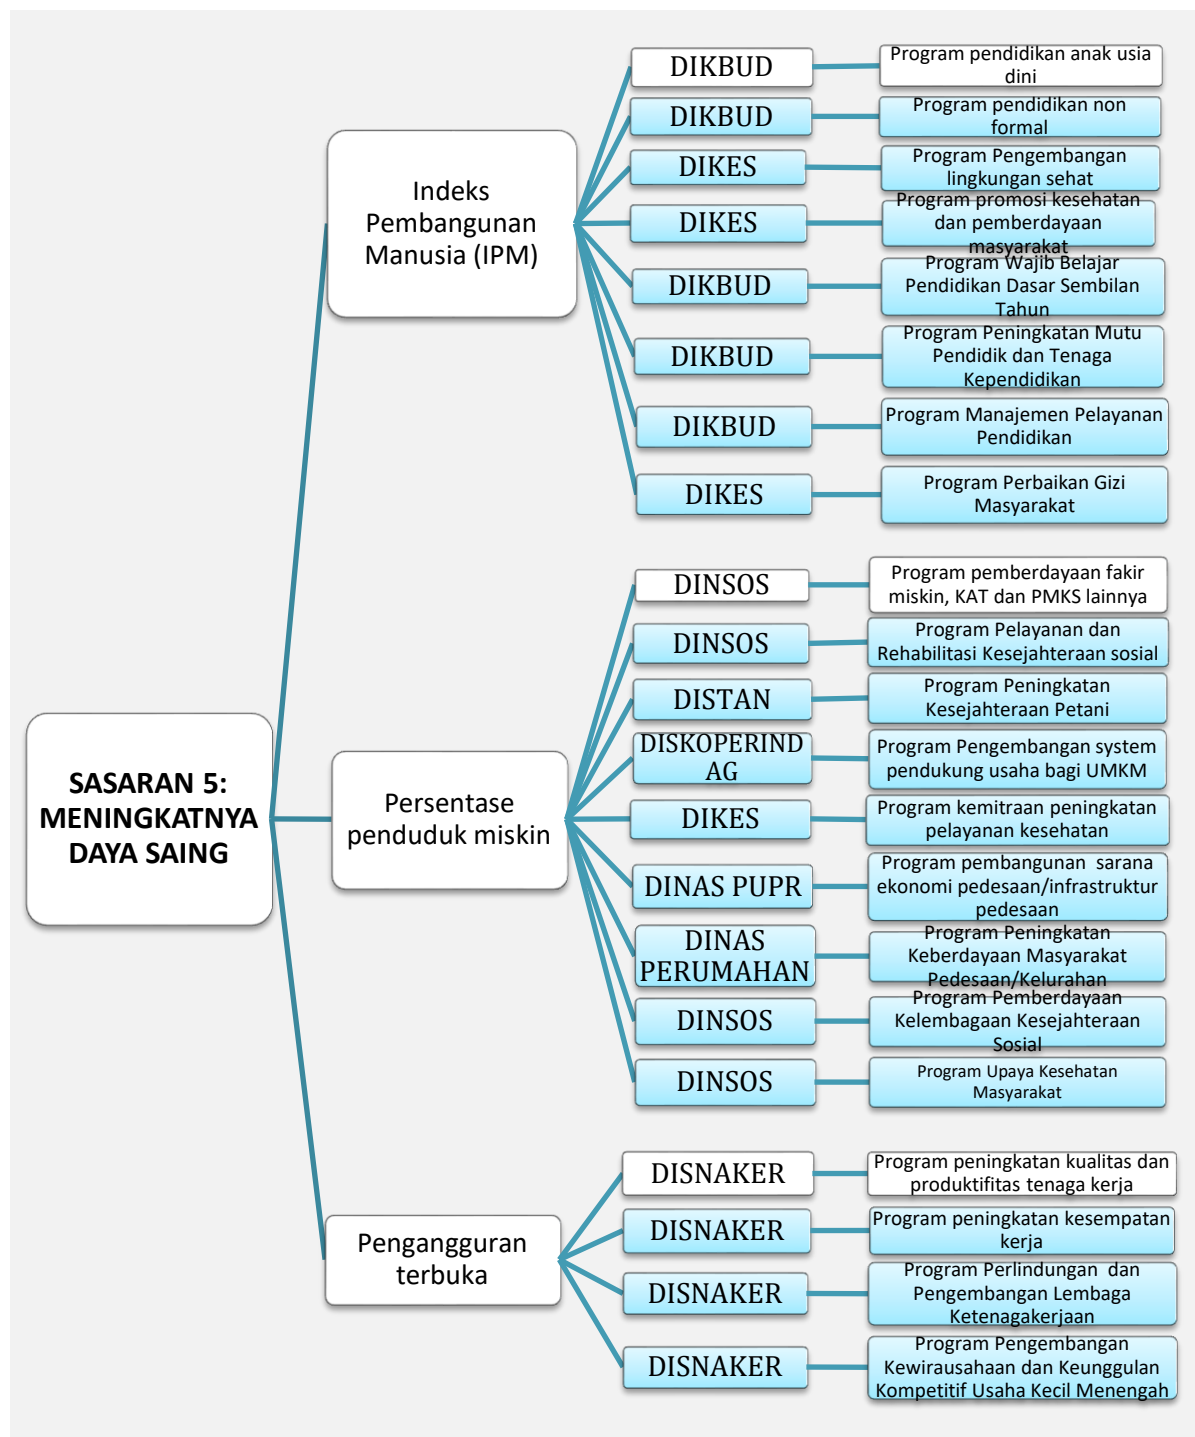 SASARAN 5:
MENINGKATNYA
DAYA SAING
Indeks
Pembangunan
Manusia (IPM)
DIKBUD
Program pendidikan anak usia
dini
DIKBUD
Program pendidikan non
formal
DIKES
Program Pengembangan
lingkungan sehat
DIKES
Program promosi kesehatan
dan pemberdayaan
masyarakat
DIKBUD
Program Wajib Belajar
Pendidikan Dasar Sembilan
Tahun
DIKBUD
Program Peningkatan Mutu
Pendidik dan Tenaga
Kependidikan
DIKBUD
Program Manajemen Pelayanan
Pendidikan
DIKES
Program Perbaikan Gizi
Masyarakat
Persentase
penduduk miskin
DINSOS
Program pemberdayaan fakir
miskin, KAT dan PMKS lainnya
DINSOS
Program Pelayanan dan
Rehabilitasi Kesejahteraan sosial
DISTAN
Program Peningkatan
Kesejahteraan Petani
DISKOPERIND
AG
Program Pengembangan system
pendukung usaha bagi UMKM
DIKES
Program kemitraan peningkatan
pelayanan kesehatan
DINAS PUPR
Program pembangunan  sarana
ekonomi pedesaan/infrastruktur
pedesaan
DINAS
PERUMAHAN
Program Peningkatan
Keberdayaan Masyarakat
Pedesaan/Kelurahan
DINSOS
Program Pemberdayaan
Kelembagaan Kesejahteraan
Sosial
DINSOS
Program Upaya Kesehatan
Masyarakat
Pengangguran
terbuka
DISNAKER
Program peningkatan kualitas dan
produktifitas tenaga kerja
DISNAKER
Program peningkatan kesempatan
kerja
DISNAKER
Program Perlindungan  dan
Pengembangan Lembaga
Ketenagakerjaan
DISNAKER
Program Pengembangan
Kewirausahaan dan Keunggulan
Kompetitif Usaha Kecil Menengah